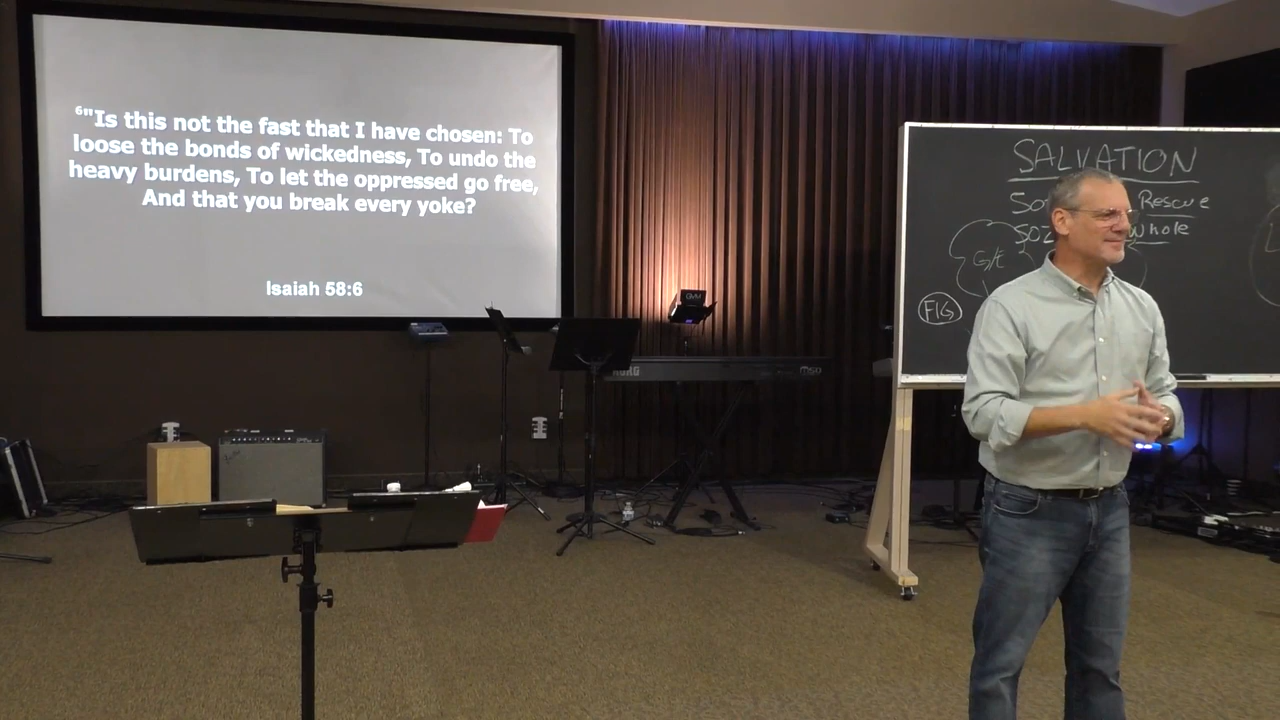 ⁶"Is this not the fast that I have chosen: To
loose the bonds of wickedness, To undo the
heavy burdens, To let the oppressed go free,
And that you break every yoke?
Isaiah 58:6
SALVATION
Rescue
Whole
G/E
FIG
KORG
M50